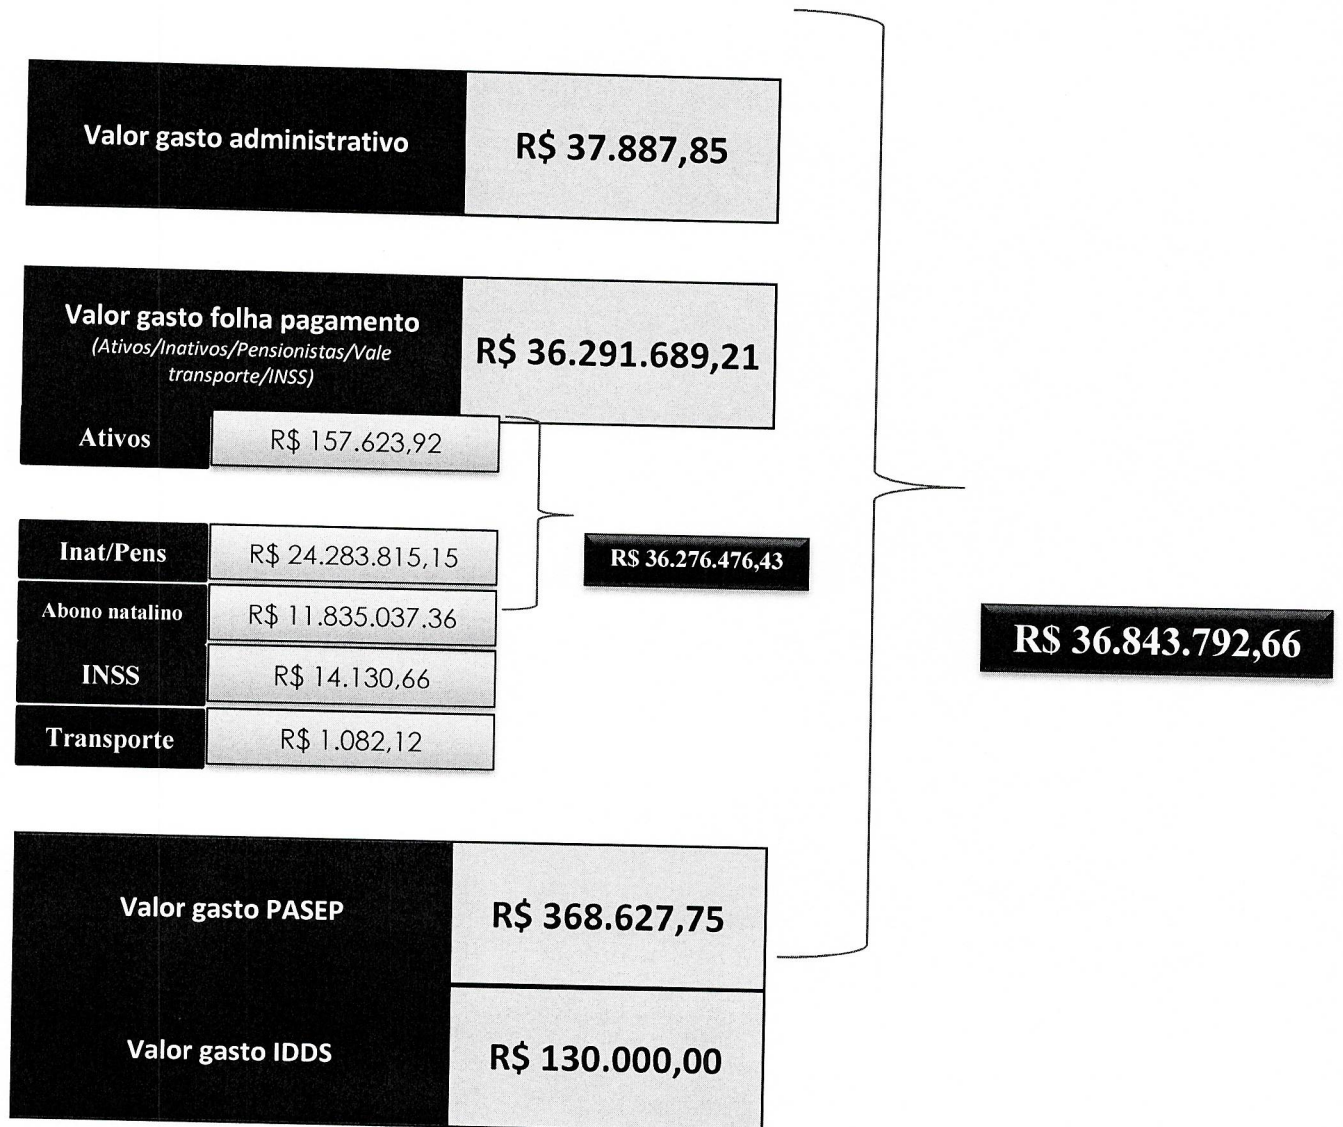 Valor gasto administrativo
R$ 37.887,85
Valor gasto folha pagamento
(Ativos/Inativos/Pensionistas/Vale
transporte/INSS)
R$ 36.291.689,21
Ativos
R$ 157.623,92
Inat/Pens
R$ 24.283.815,15
R$ 36.276.476,43
Abono natalino
R$ 11.835.037.36
INSS
R$ 14.130,66
R$ 36.843.792,66
Transporte
R$ 1.082,12
Valor gasto PASEP
R$ 368.627,75
Valor gasto IDDS
R$ 130.000,00